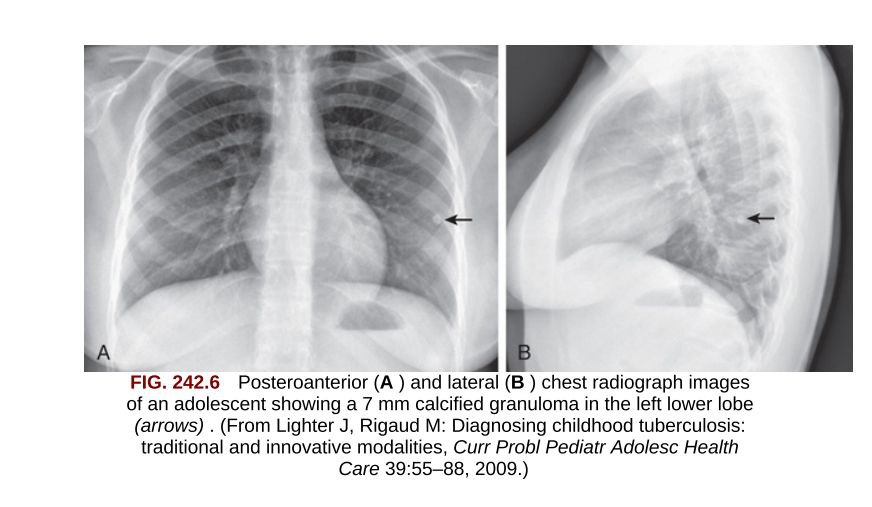 A
B
FIG. 242.6 Posteroanterior (A ) and lateral (B ) chest radiograph images
of an adolescent showing a 7 mm calcified granuloma in the left lower lobe
(arrows) . (From Lighter J, Rigaud M: Diagnosing childhood tuberculosis:
traditional and innovative modalities, Curr Probl Pediatr Adolesc Health
Care 39:55–88, 2009.)